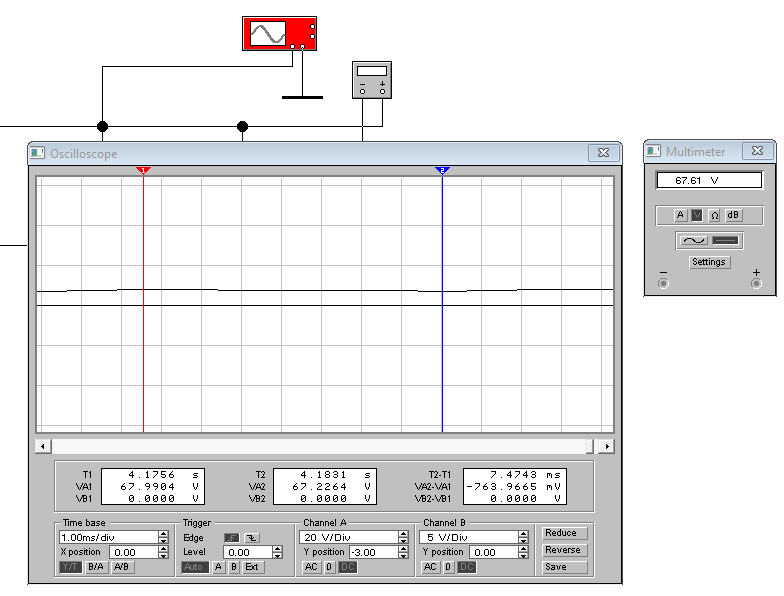 Oscilloscope
1
2
T1 4.1756 s
VA1 67.9904 V
VB1 0.0000 V
T2 4.1831 s
VA2 67.2264 V
VB2 0.0000 V
T2-T1 7.4743 ms
VA2-VA1 -763.9665 mV
VB2-VB1 0.0000 V
Time base
1.00ms/div
X position 0.00
Y/T B/A A/B
Trigger
Edge
Level 0.00
Auto A B Ext
Channel A
20 V/Div
Y position -3.00
AC 0 DC
Channel B
5 V/Div
Y position 0.00
AC 0 DC
Reduce
Reverse
Save
Multimeter
67.61 V
A V Ω dB
Settings
− +
− +